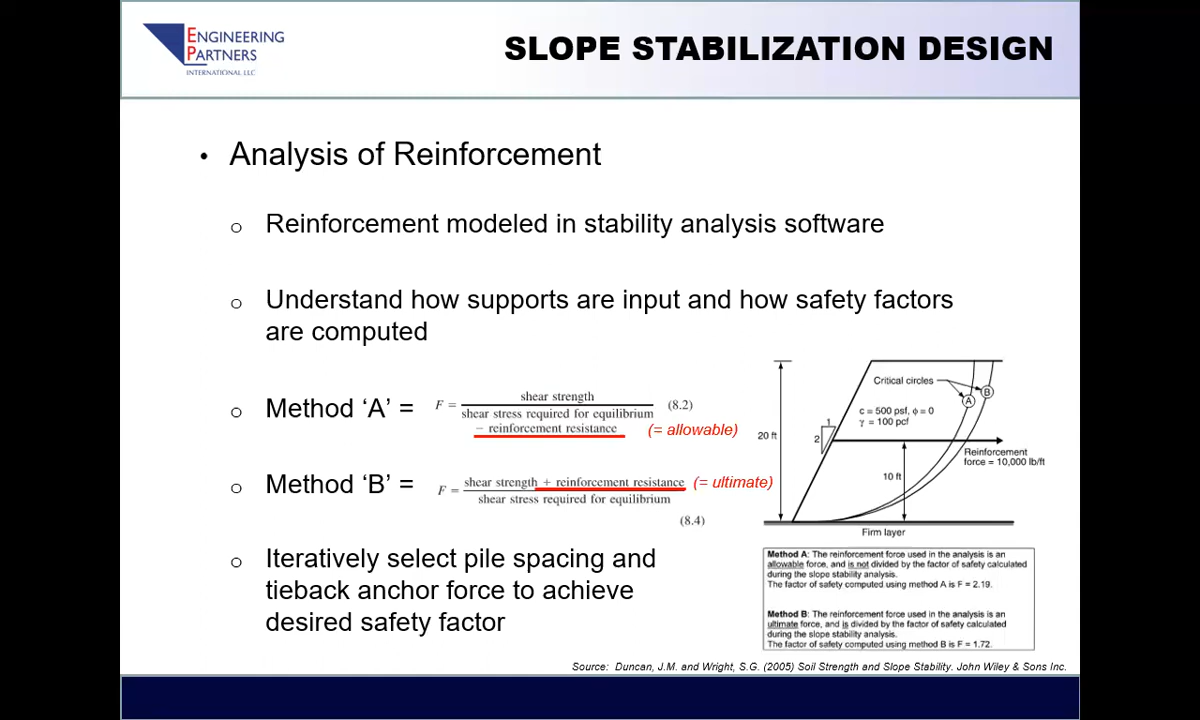 ENGINEERING
PARTNERS
INTERNATIONAL LLC
SLOPE STABILIZATION DESIGN
• Analysis of Reinforcement
o Reinforcement modeled in stability analysis software
o Understand how supports are input and how safety factors
are computed
o Method ‘A’ =
F = shear strength
shear stress required for equilibrium
− reinforcement resistance
(8.2)
(= allowable)
o Method ‘B’ =
F = shear strength + reinforcement resistance
shear stress required for equilibrium
(= ultimate)
(8.4)
o Iteratively select pile spacing and
tieback anchor force to achieve
desired safety factor
Critical circles
A
B
c = 500 psf, ϕ = 0
γ = 100 pcf
1
2
20 ft
10 ft
Reinforcement
force = 10,000 lb/ft
Firm layer
Method A: The reinforcement force used in the analysis is an
allowable force, and is not divided by the factor of safety calculated
during the slope stability analysis.
The factor of safety computed using method A is F = 2.19.
Method B: The reinforcement force used in the analysis is an
ultimate force, and is divided by the factor of safety calculated
during the slope stability analysis.
The factor of safety computed using method B is F = 1.72.
Source: Duncan, J.M. and Wright, S.G. (2005) Soil Strength and Slope Stability. John Wiley & Sons Inc.